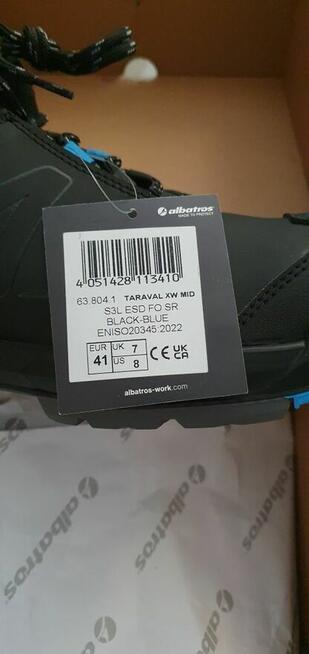 albatros
MADE TO PROTECT
4 051428 113410
63.804.1 TARAVAL XW MID
S3L ESD FO SR
BLACK-BLUE
ENISO20345:2022
EUR 41 UK 7 US 8 CE UK CA
albatros-work.com
albatros
albatros
albatros